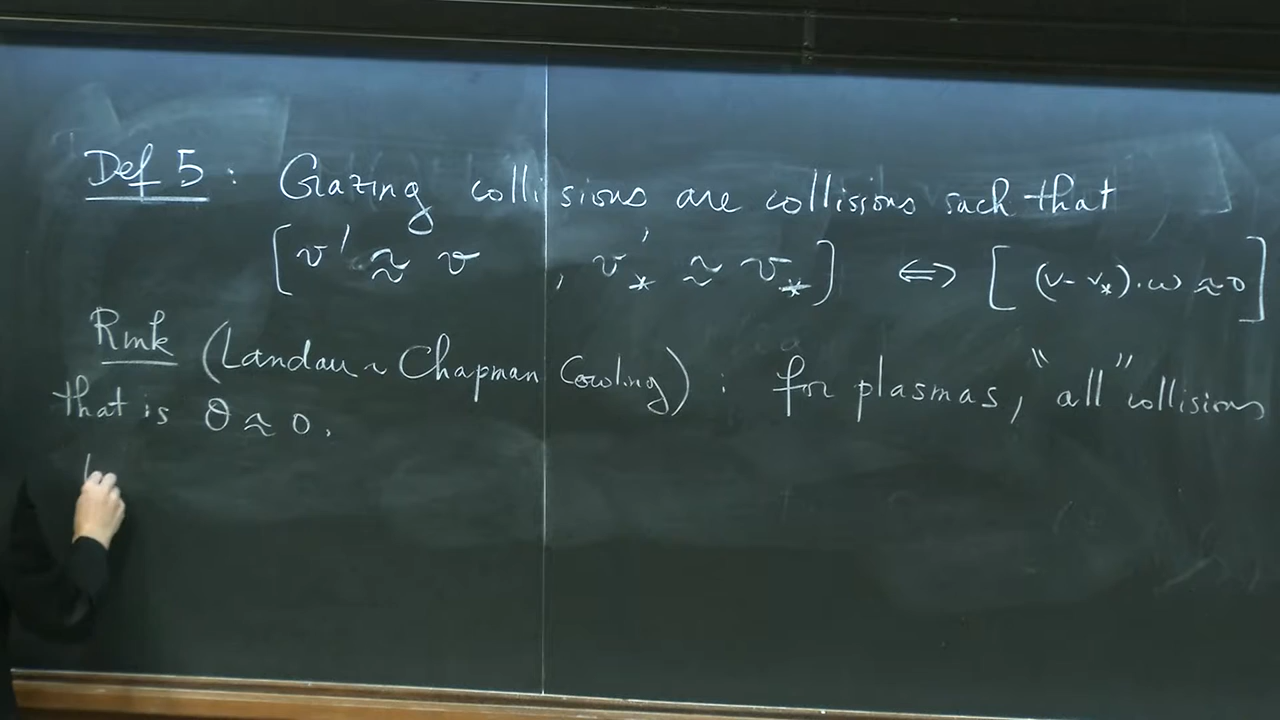 Def 5 : Grazing collisions are collisions such that
[v' ≈ v , v'_* ≈ v_*] ⟺ [(v - v_*).ω ≈ 0]
Rmk (Landau ~ Chapman Cowling) : for plasmas, "all" collisions
that is θ ≈ 0.